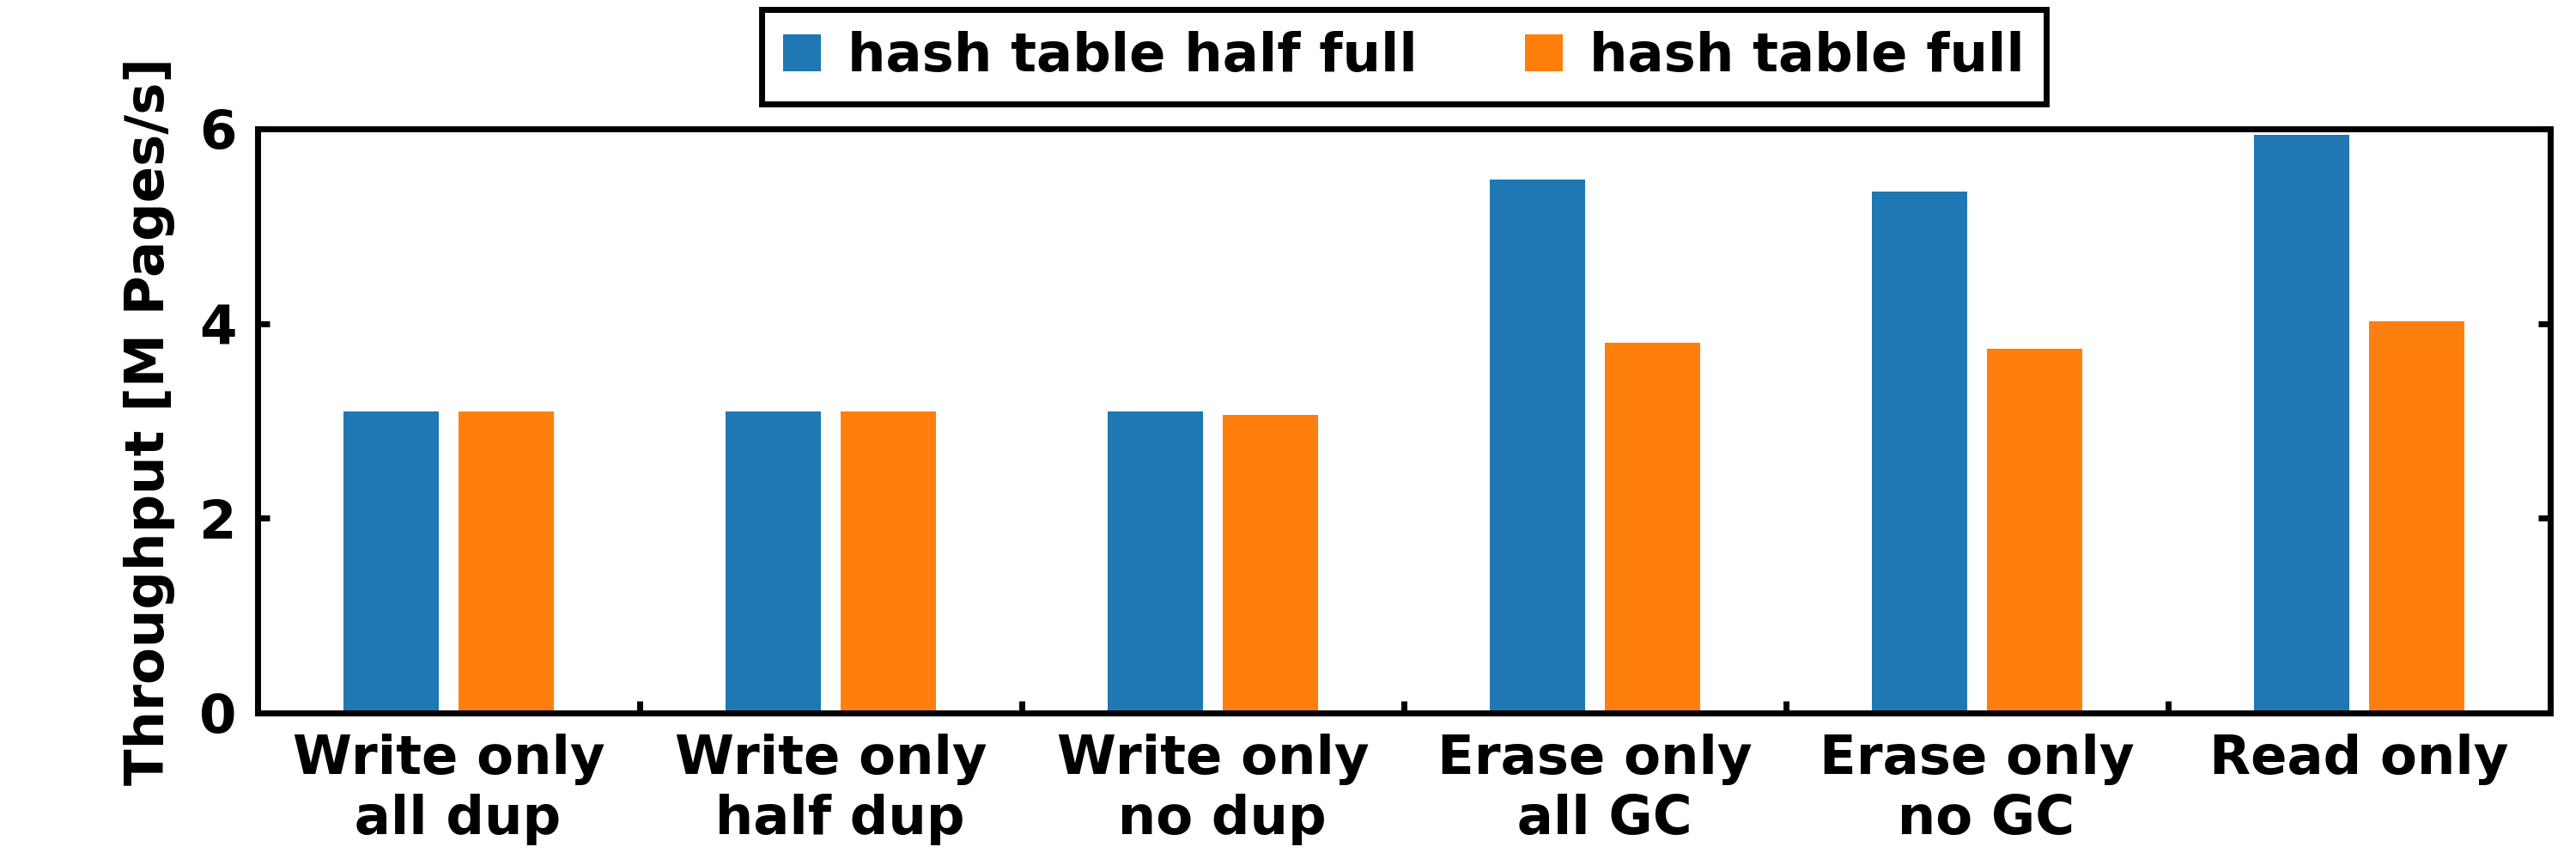 hash table half full
hash table full
Throughput [M Pages/s]
6
4
2
0
Write only
all dup
Write only
half dup
Write only
no dup
Erase only
all GC
Erase only
no GC
Read only